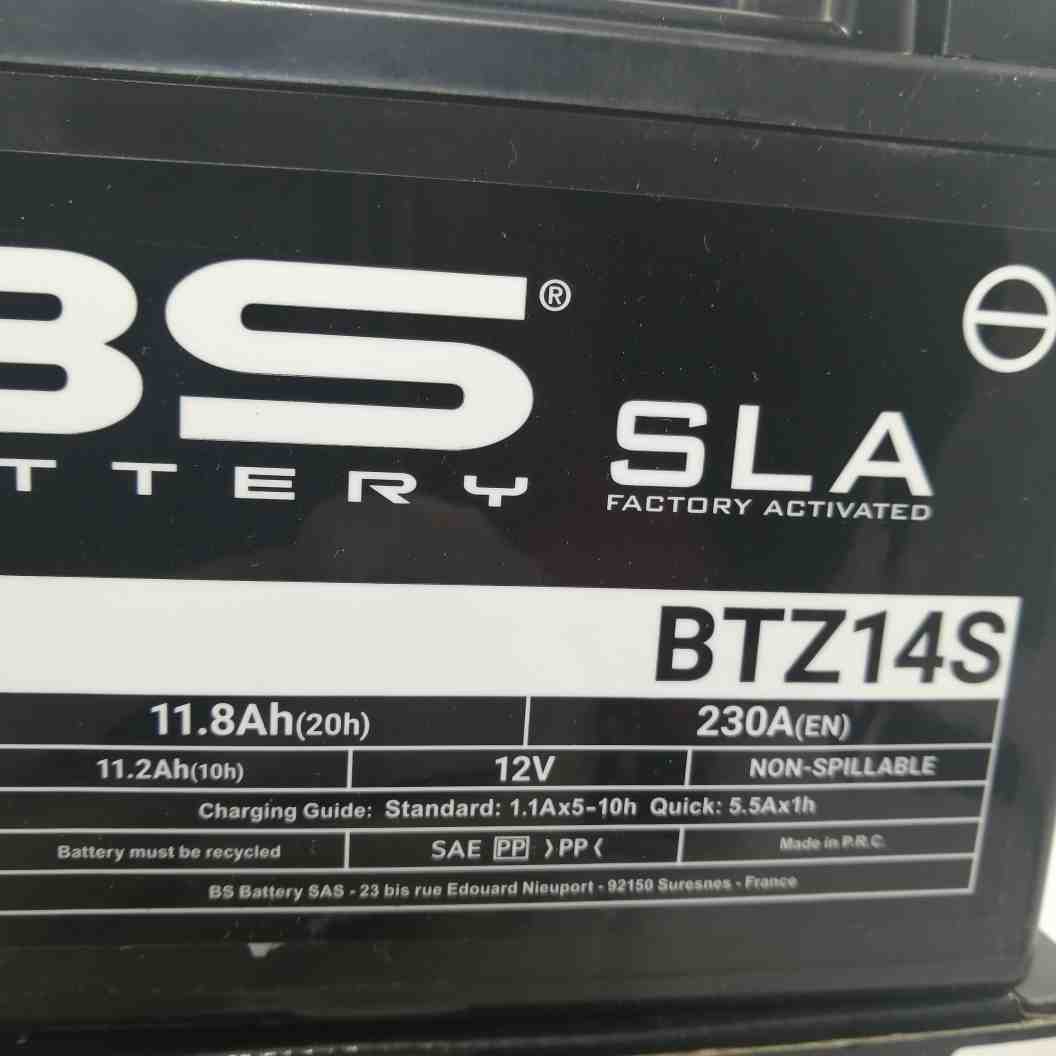 BS®
TTERY
SLA
FACTORY ACTIVATED
BTZ14S
11.8Ah(20h) 230A(EN)
11.2Ah(10h) 12V NON-SPILLABLE
Charging Guide: Standard: 1.1Ax5-10h Quick: 5.5Ax1h
Battery must be recycled SAE PP >PP< Made in P.R.C.
BS Battery SAS - 23 bis rue Edouard Nieuport - 92150 Suresnes - France